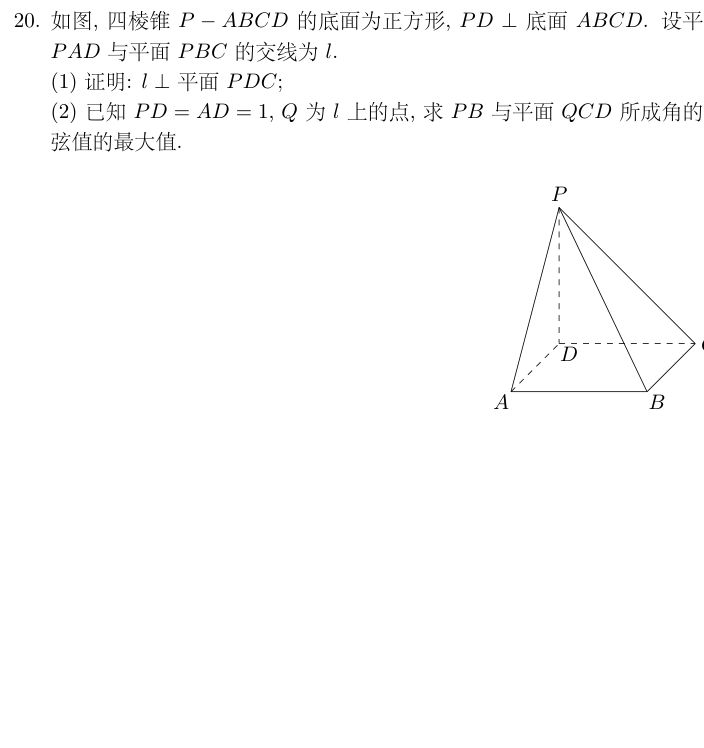 20. 如图, 四棱锥 P − ABCD 的底面为正方形, PD ⊥ 底面 ABCD. 设平
PAD 与平面 PBC 的交线为 l.
(1) 证明: l ⊥ 平面 PDC;
(2) 已知 PD = AD = 1, Q 为 l 上的点, 求 PB 与平面 QCD 所成角的
弦值的最大值.
P
D
A
B